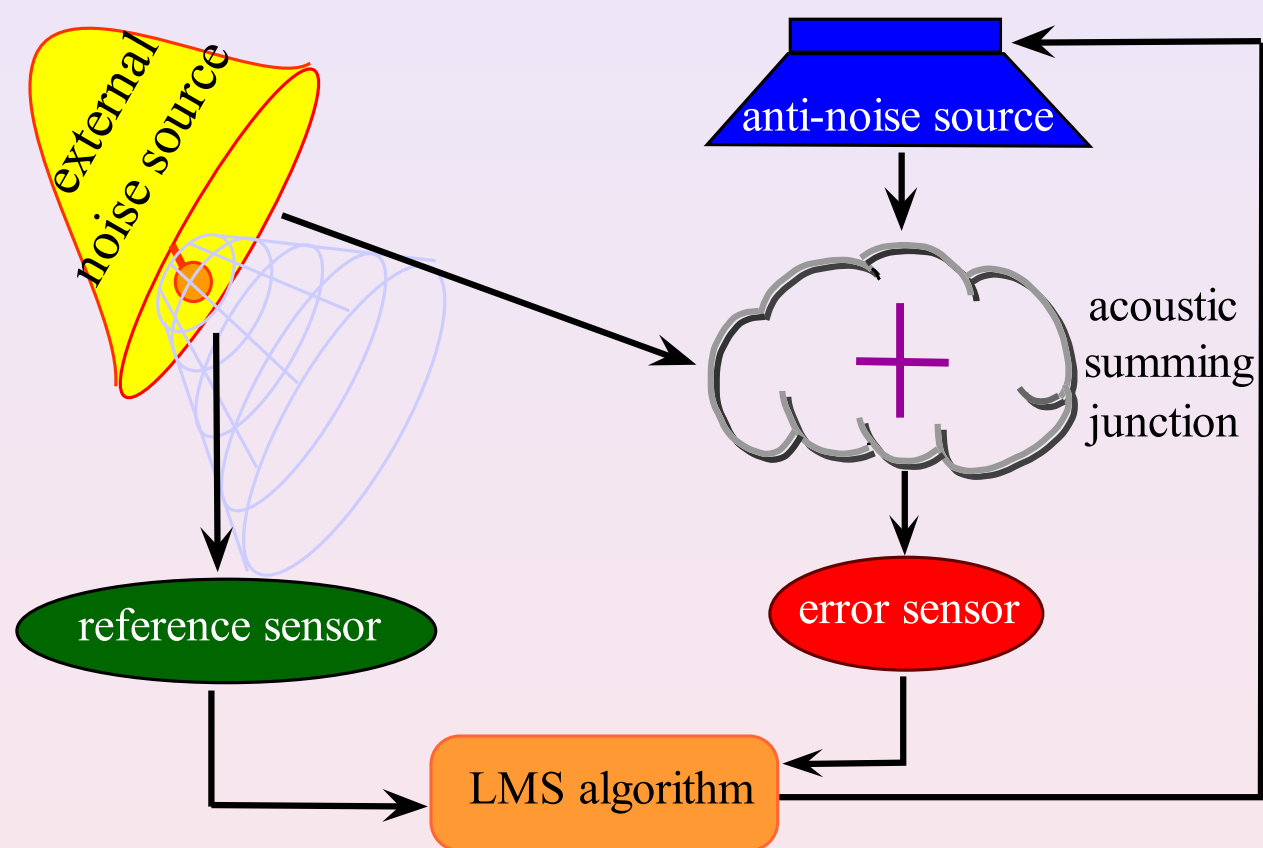 external
noise source
anti-noise source
acoustic
summing
junction
reference sensor
error sensor
LMS algorithm